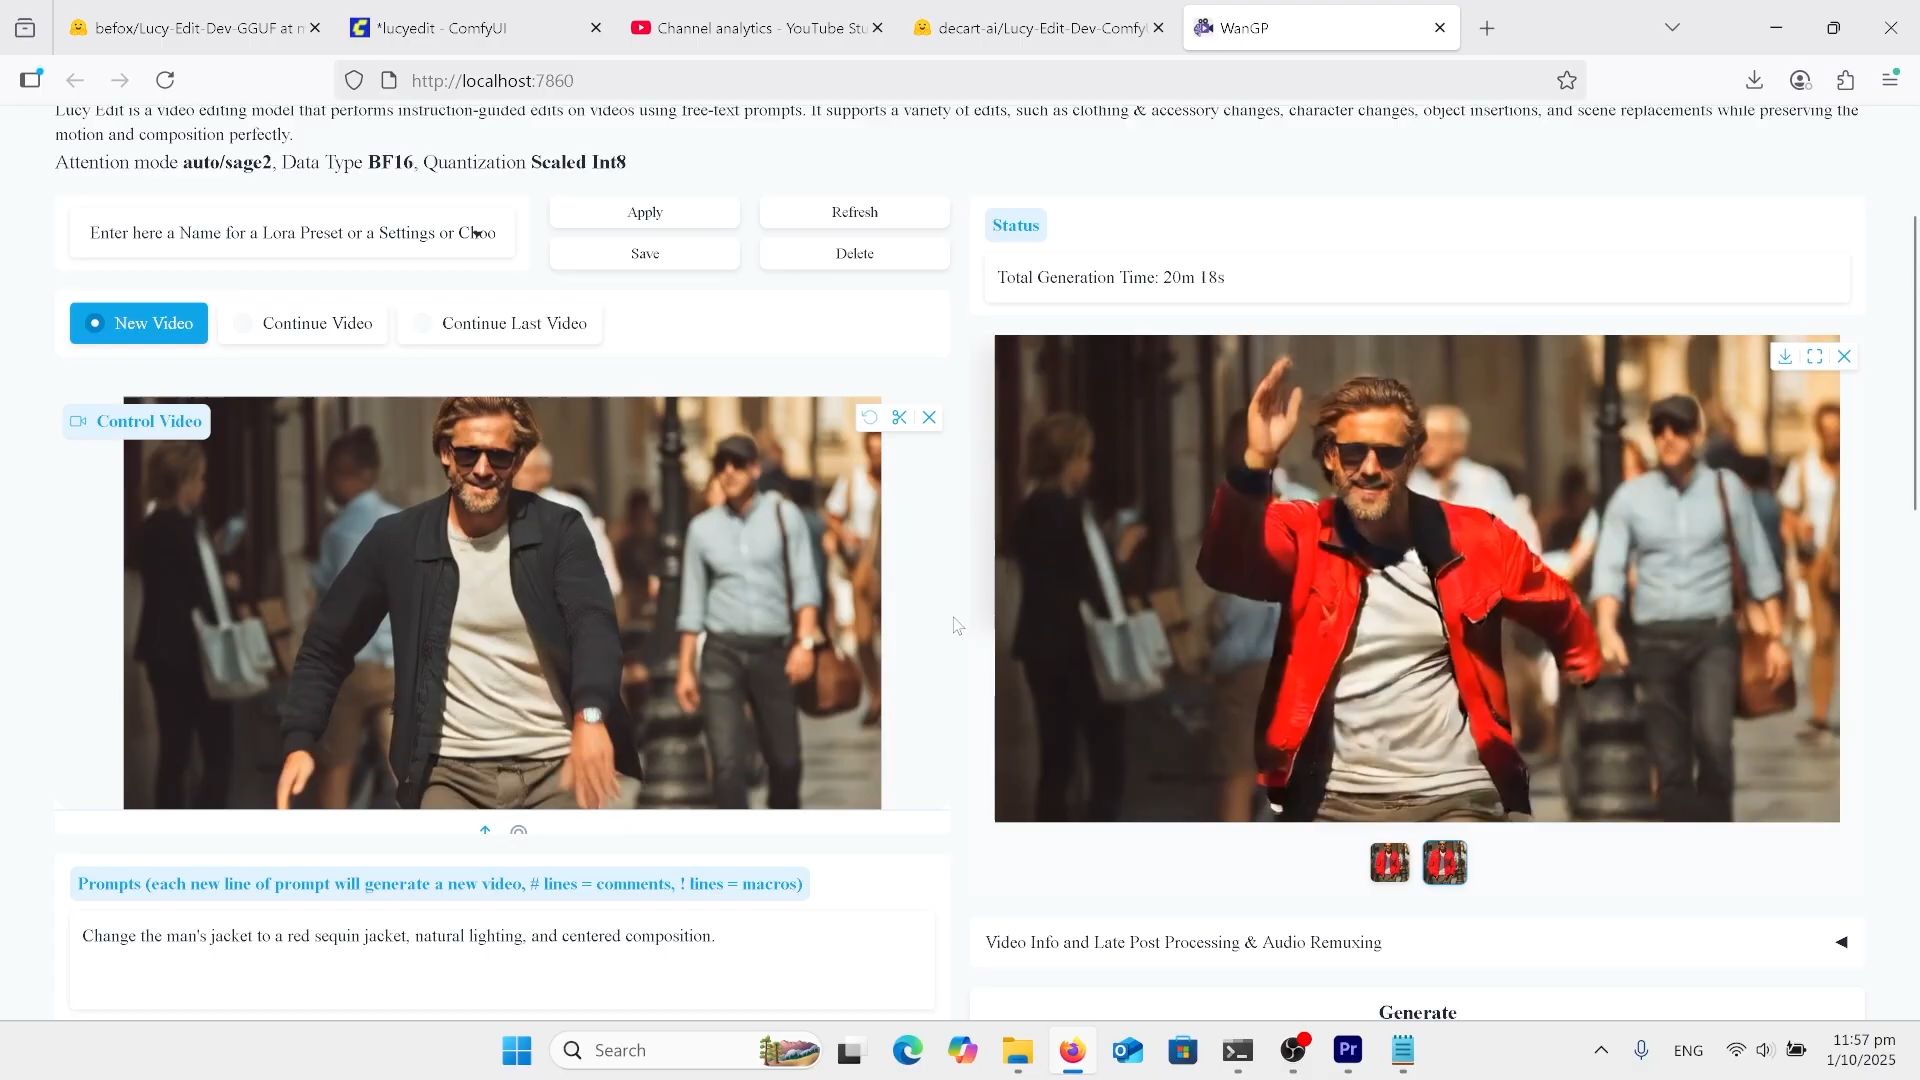 befox/Lucy-Edit-Dev-GGUF at m
*lucyedit - ComfyUI
Channel analytics - YouTube Stu
decart-ai/Lucy-Edit-Dev-ComfyU
WanGP
http://localhost:7860
Lucy Edit is a video editing model that performs instruction-guided edits on videos using free-text prompts. It supports a variety of edits, such as clothing & accessory changes, character changes, object insertions, and scene replacements while preserving the
motion and composition perfectly.
Attention mode auto/sage2, Data Type BF16, Quantization Scaled Int8
Enter here a Name for a Lora Preset or a Settings or Choo
Apply
Refresh
Save
Delete
New Video
Continue Video
Continue Last Video
Control Video
Prompts (each new line of prompt will generate a new video, # lines = comments, ! lines = macros)
Change the man's jacket to a red sequin jacket, natural lighting, and centered composition.
Status
Total Generation Time: 20m 18s
Video Info and Late Post Processing & Audio Remuxing
Generate
Search
Pr
ENG
11:57 pm
1/10/2025